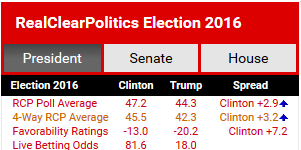 RealClearPolitics Election 2016
President Senate House
Election 2016 Clinton Trump Spread
RCP Poll Average 47.2 44.3 Clinton +2.9
4-Way RCP Average 45.5 42.3 Clinton +3.2
Favorability Ratings -13.0 -20.2 Clinton +7.2
Live Betting Odds 81.6 18.0